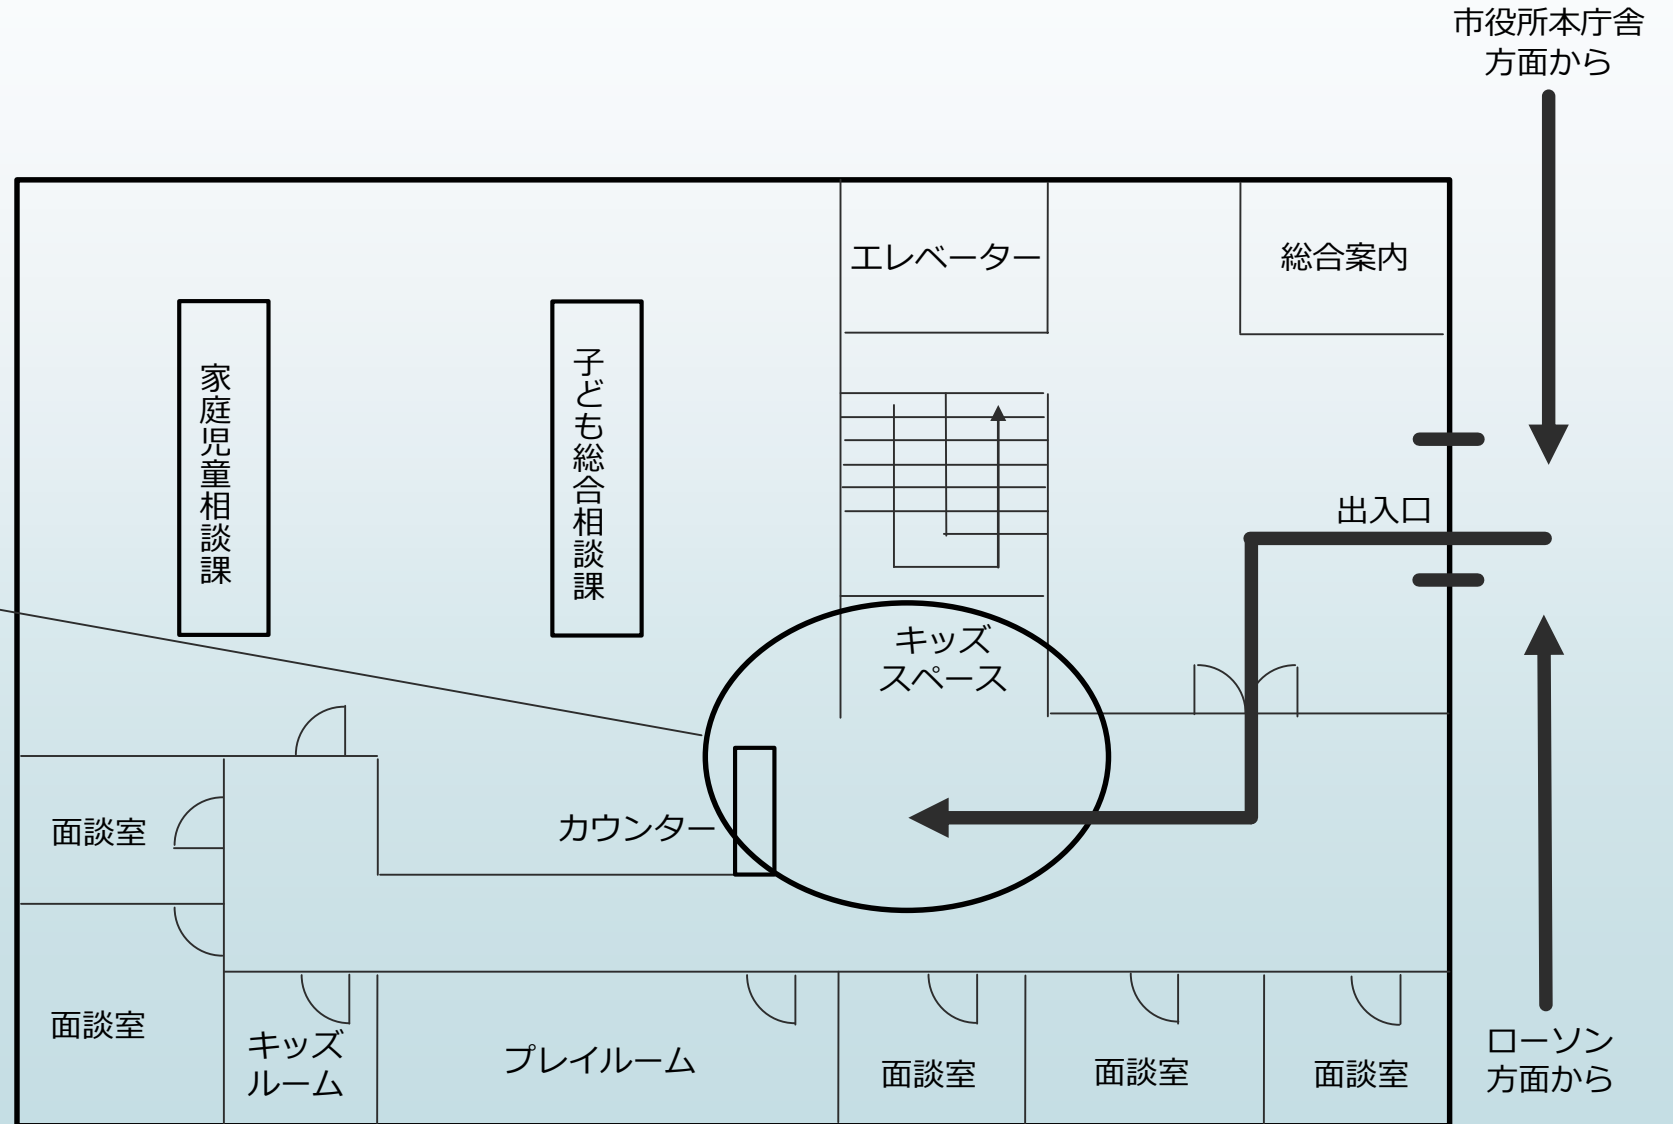 市役所本庁舎
方面から
エレベーター
総合案内
家庭児童相談課
子ども総合相談課
出入口
キッズ
スペース
カウンター
面談室
面談室
キッズ
ルーム
プレイルーム
面談室
面談室
面談室
ローソン
方面から